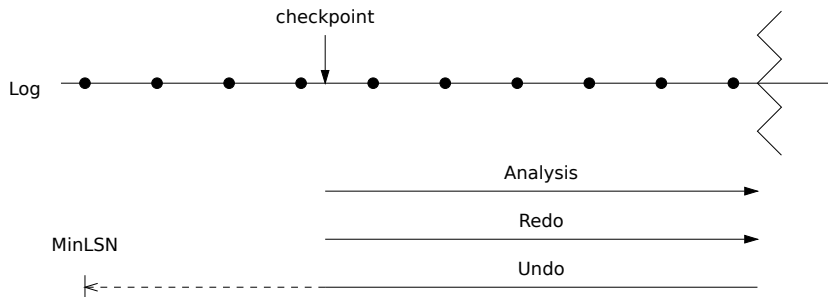 checkpoint
Log
Analysis
Redo
MinLSN
Undo